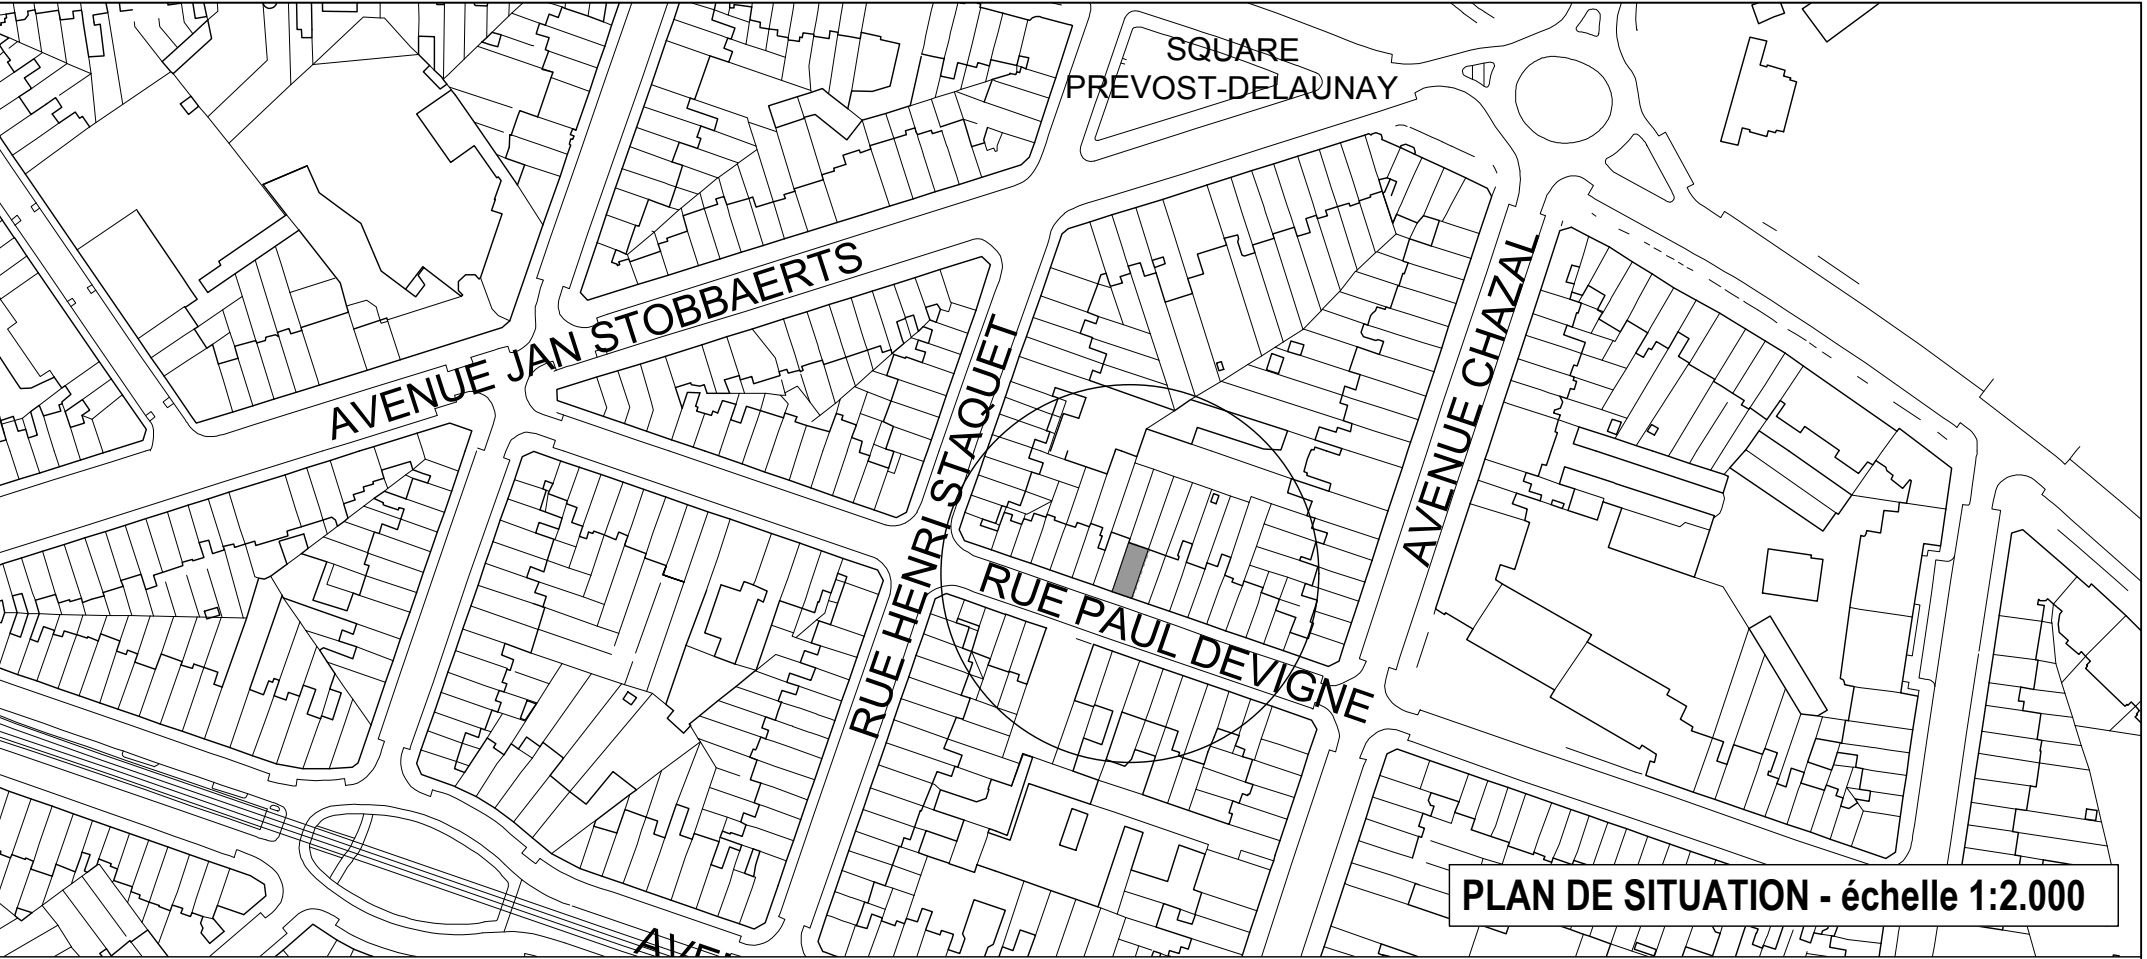 SQUARE
PREVOST-DELAUNAY
AVENUE JAN STOBBAERTS
RUE HENRI STAQUET
AVENUE CHAZAL
RUE PAUL DEVIGNE
PLAN DE SITUATION - échelle 1:2.000